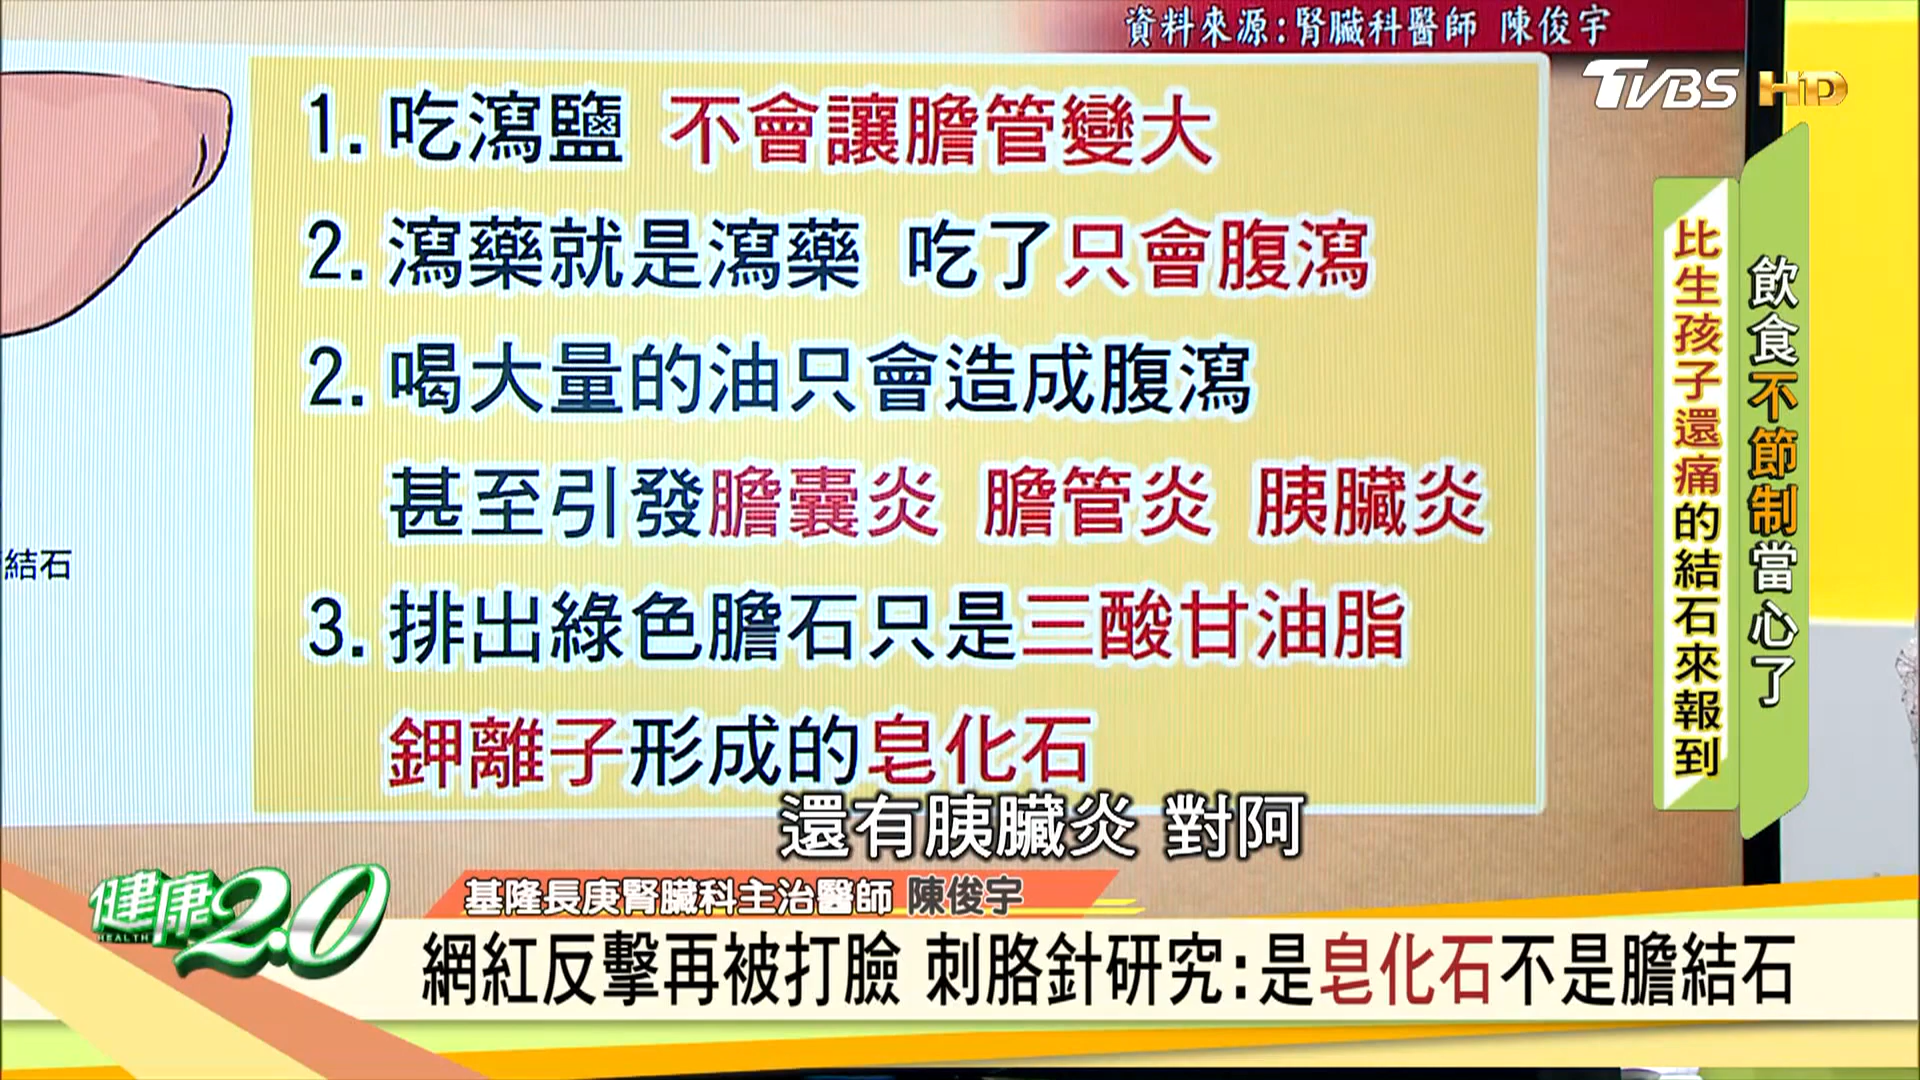 資料來源:腎臟科醫師 陳俊宇
TVBS HD
1. 吃瀉鹽 不會讓膽管變大
2. 瀉藥就是瀉藥 吃了只會腹瀉
2. 喝大量的油只會造成腹瀉
甚至引發膽囊炎 膽管炎 胰臟炎
3. 排出綠色膽石只是三酸甘油脂
鉀離子形成的皂化石
結石
飲食不節制當心了
比生孩子還痛的結石來報到
還有胰臟炎 對阿
健康2.0
HEALTH
基隆長庚腎臟科主治醫師 陳俊宇
網紅反擊再被打臉 刺胳針研究:是皂化石不是膽結石